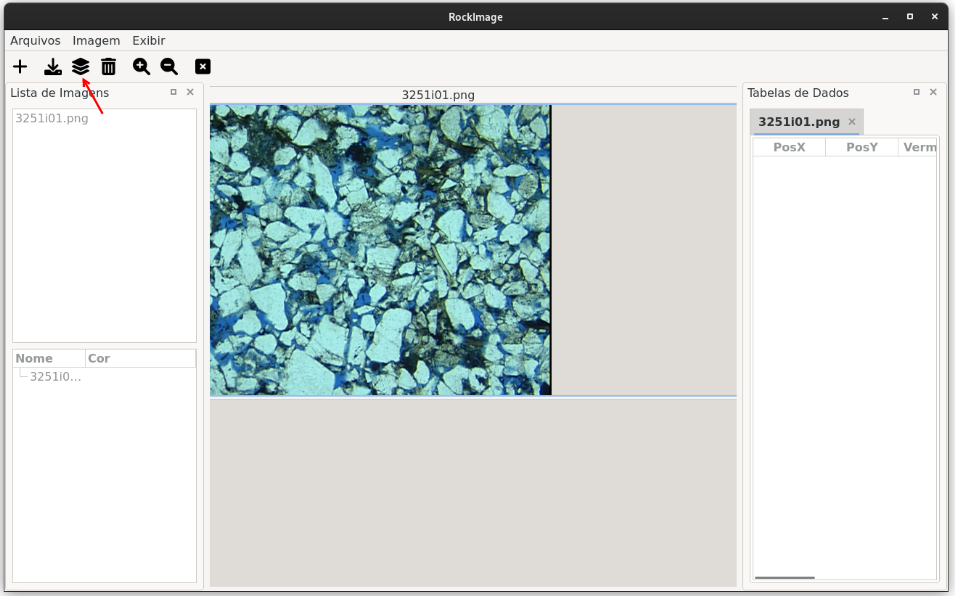 RockImage
Arquivos Imagem Exibir
Lista de Imagens
3251i01.png
Nome Cor
3251i0...
3251i01.png
Tabelas de Dados
3251i01.png
PosX PosY Verm